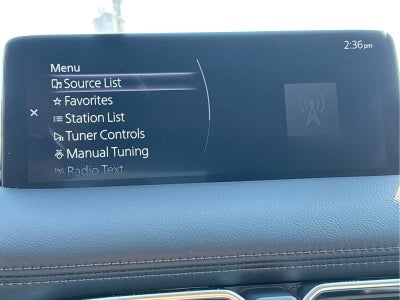 2:36pm
Menu
Source List
Favorites
Station List
Tuner Controls
Manual Tuning
Radio Text